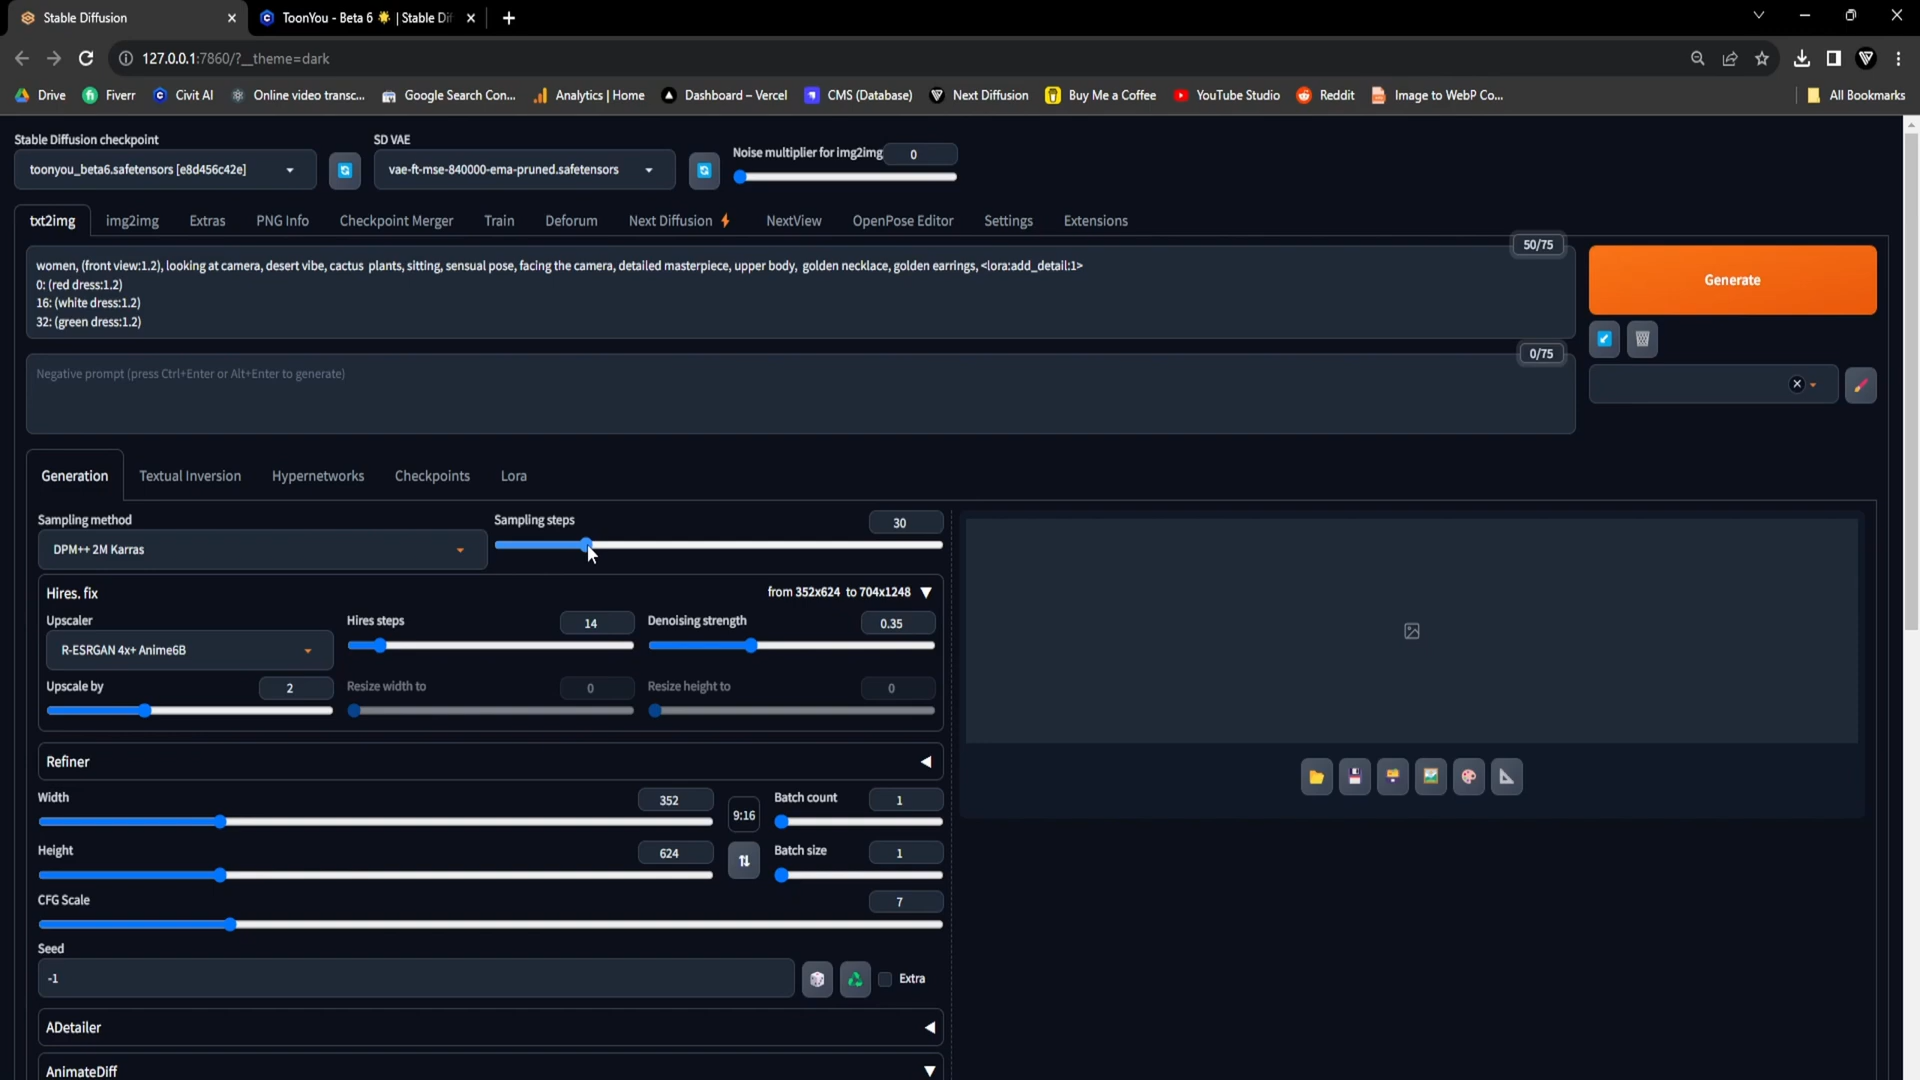 Stable Diffusion
ToonYou - Beta 6 🌟 | Stable Dif
127.0.0.1:7860/?__theme=dark
Drive Fiverr Civit AI Online video transc... Google Search Con... Analytics | Home Dashboard – Vercel CMS (Database) Next Diffusion Buy Me a Coffee YouTube Studio Reddit Image to WebP Co... All Bookmarks
Stable Diffusion checkpoint
SD VAE
Noise multiplier for img2img 0
toonyou_beta6.safetensors [e8d456c42e]
vae-ft-mse-840000-ema-pruned.safetensors
txt2img img2img Extras PNG Info Checkpoint Merger Train Deforum Next Diffusion ⚡ NextView OpenPose Editor Settings Extensions
50/75
women, (front view:1.2), looking at camera, desert vibe, cactus plants, sitting, sensual pose, facing the camera, detailed masterpiece, upper body, golden necklace, golden earrings, <lora:add_detail:1>
0: (red dress:1.2)
16: (white dress:1.2)
32: (green dress:1.2)
Generate
0/75
Negative prompt (press Ctrl+Enter or Alt+Enter to generate)
Generation Textual Inversion Hypernetworks Checkpoints Lora
Sampling method
DPM++ 2M Karras
Sampling steps 30
Hires. fix
from 352x624 to 704x1248
Upscaler
R-ESRGAN 4x+ Anime6B
Hires steps 14
Denoising strength 0.35
Upscale by 2
Resize width to 0
Resize height to 0
Refiner
Width 352
9:16
Batch count 1
Height 624
Batch size 1
CFG Scale 7
Seed
-1
Extra
ADetailer
AnimateDiff